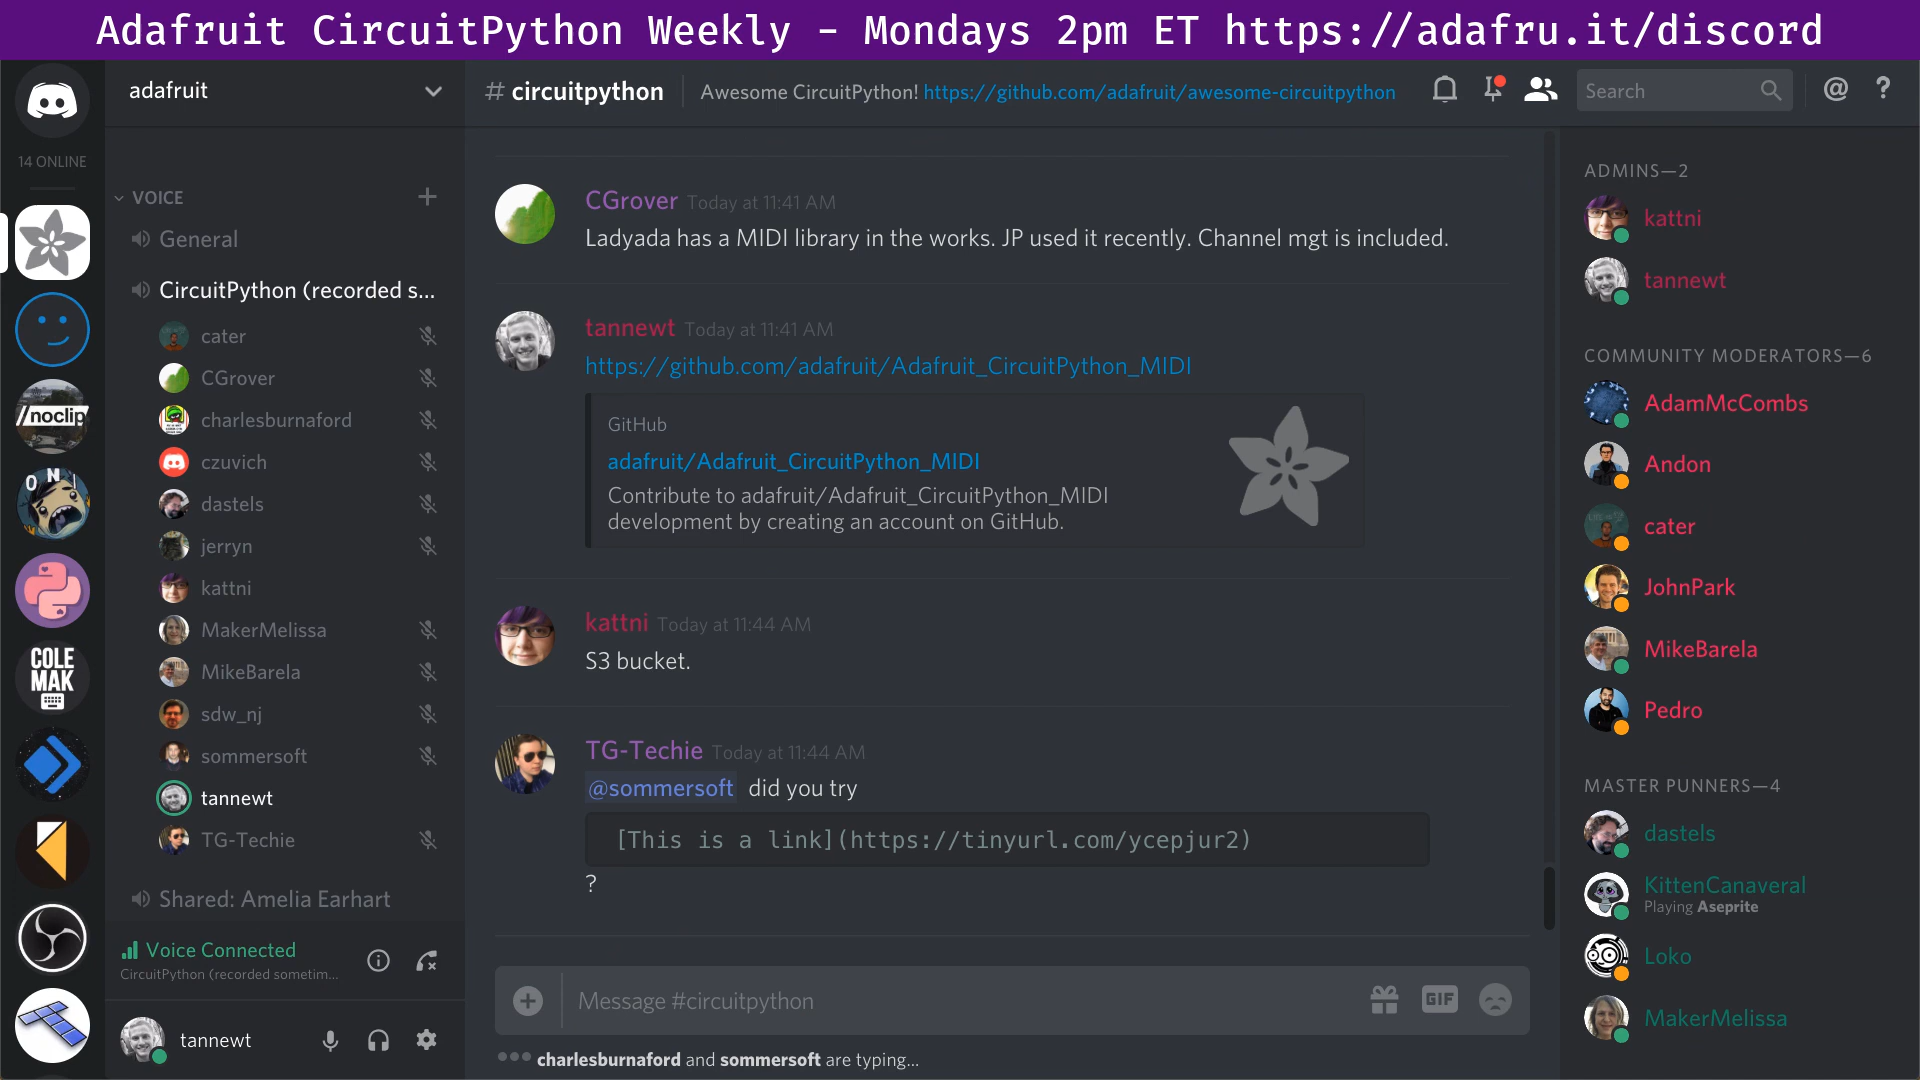 Adafruit CircuitPython Weekly - Mondays 2pm ET https://adafru.it/discord
14 ONLINE
/noclip
O N I
COLE
MAK
adafruit
VOICE
General
CircuitPython (recorded s...
cater
CGrover
charlesburnaford
czuvich
dastels
jerryn
kattni
MakerMelissa
MikeBarela
sdw_nj
sommersoft
tannewt
TG-Techie
Shared: Amelia Earhart
Voice Connected
CircuitPython (recorded sometim...
tannewt
# circuitpython
Awesome CircuitPython! https://github.com/adafruit/awesome-circuitpython
Search
@ ?
CGrover Today at 11:41 AM
Ladyada has a MIDI library in the works. JP used it recently. Channel mgt is included.
tannewt Today at 11:41 AM
https://github.com/adafruit/Adafruit_CircuitPython_MIDI
GitHub
adafruit/Adafruit_CircuitPython_MIDI
Contribute to adafruit/Adafruit_CircuitPython_MIDI
development by creating an account on GitHub.
kattni Today at 11:44 AM
S3 bucket.
TG-Techie Today at 11:44 AM
@sommersoft did you try
[This is a link](https://tinyurl.com/ycepjur2)
?
Message #circuitpython
GIF
charlesburnaford and sommersoft are typing...
ADMINS—2
kattni
tannewt
COMMUNITY MODERATORS—6
AdamMcCombs
Andon
cater
JohnPark
MikeBarela
Pedro
MASTER PUNNERS—4
dastels
KittenCanaveral
Playing Aseprite
Loko
MakerMelissa